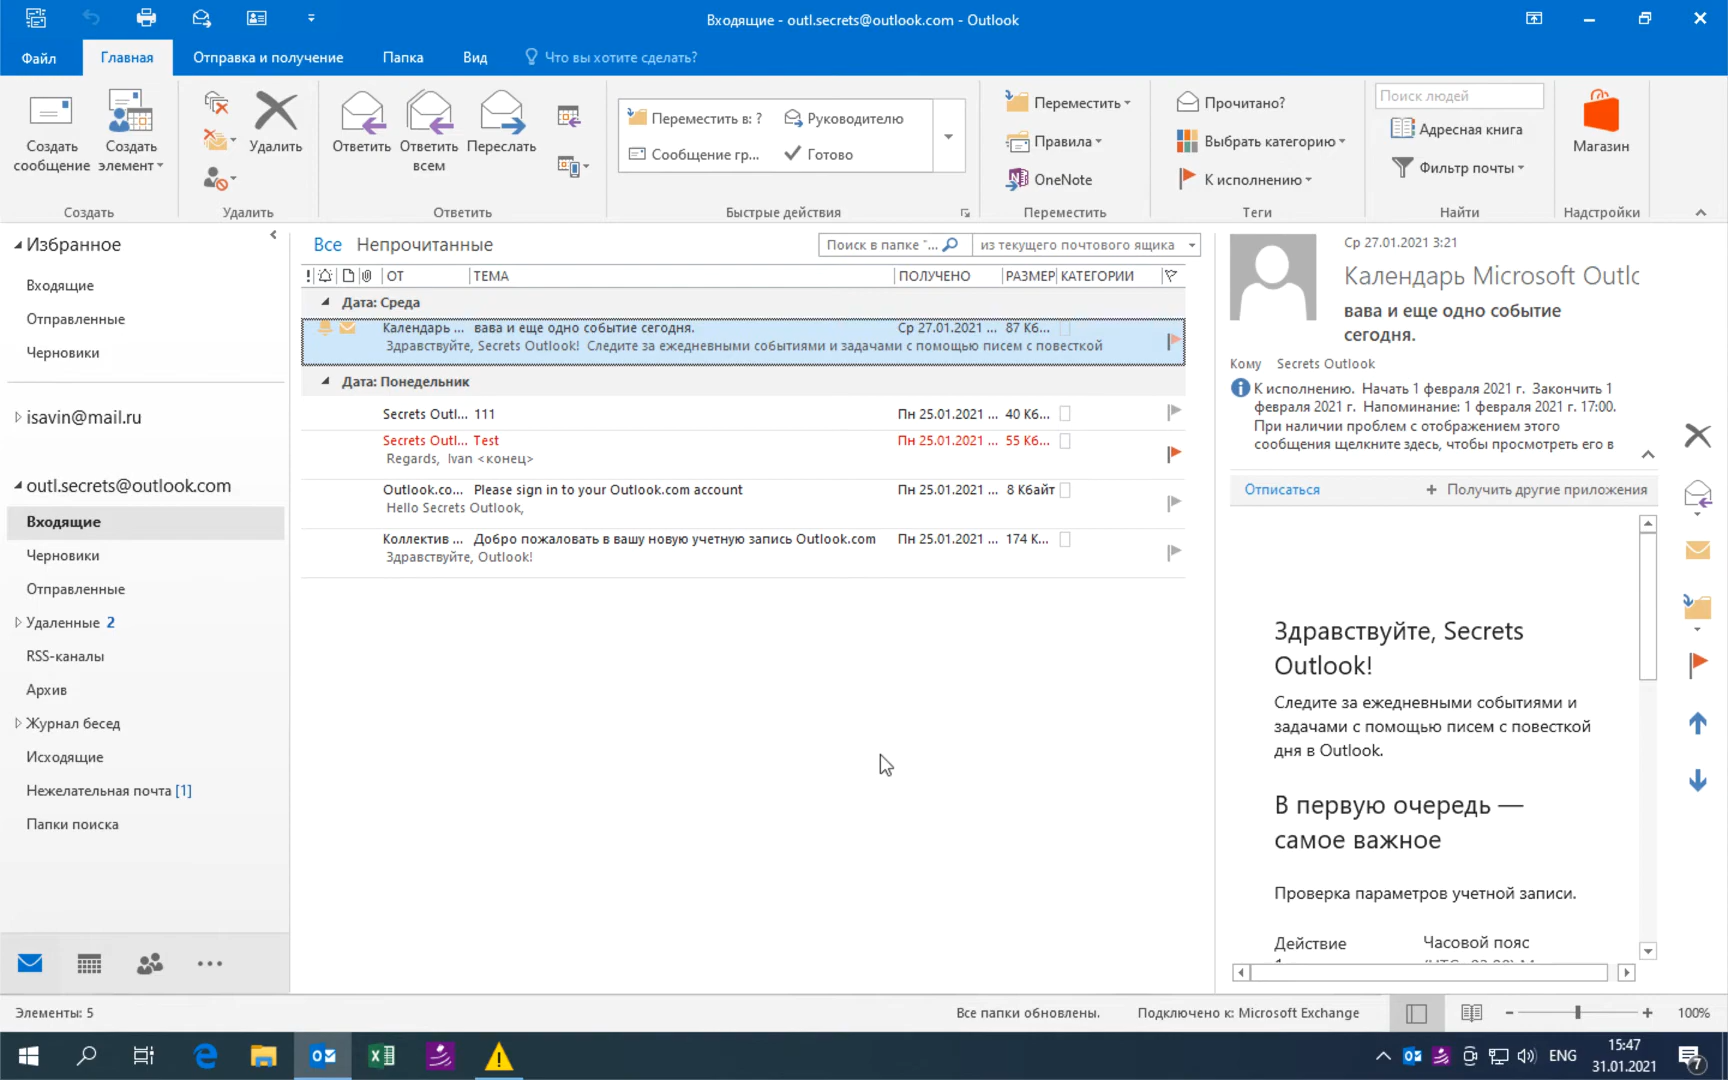 Входящие - outl.secrets@outlook.com - Outlook
Файл
Главная
Отправка и получение
Папка
Вид
Что вы хотите сделать?
Создать сообщение
Создать элемент
Создать
Удалить
Удалить
Ответить
Ответить всем
Переслать
Ответить
Переместить в: ?
Руководителю
Сообщение гр...
Готово
Быстрые действия
Переместить
Правила
OneNote
Переместить
Прочитано?
Выбрать категорию
К исполнению
Теги
Поиск людей
Адресная книга
Фильтр почты
Найти
Магазин
Надстройки
Избранное
Входящие
Отправленные
Черновики
isavin@mail.ru
outl.secrets@outlook.com
Входящие
Черновики
Отправленные
Удаленные 2
RSS-каналы
Архив
Журнал бесед
Исходящие
Нежелательная почта [1]
Папки поиска
Все Непрочитанные
Поиск в папке "...
из текущего почтового ящика
! ОТ ТЕМА ПОЛУЧЕНО РАЗМЕР КАТЕГОРИИ
Дата: Среда
Календарь ... вава и еще одно событие сегодня. Ср 27.01.2021 ... 87 Кб...
Здравствуйте, Secrets Outlook! Следите за ежедневными событиями и задачами с помощью писем с повесткой
Дата: Понедельник
Secrets Outl... 111 Пн 25.01.2021 ... 40 Кб...
Secrets Outl... Test Пн 25.01.2021 ... 55 Кб...
Regards, Ivan <конец>
Outlook.co... Please sign in to your Outlook.com account Пн 25.01.2021 ... 8 Кбайт
Hello Secrets Outlook,
Коллектив ... Добро пожаловать в вашу новую учетную запись Outlook.com Пн 25.01.2021 ... 174 К...
Здравствуйте, Outlook!
Ср 27.01.2021 3:21
Календарь Microsoft Outlo
вава и еще одно событие
сегодня.
Кому Secrets Outlook
К исполнению. Начать 1 февраля 2021 г. Закончить 1
февраля 2021 г. Напоминание: 1 февраля 2021 г. 17:00.
При наличии проблем с отображением этого
сообщения щелкните здесь, чтобы просмотреть его в
Отписаться
+ Получить другие приложения
Здравствуйте, Secrets
Outlook!
Следите за ежедневными событиями и
задачами с помощью писем с повесткой
дня в Outlook.
В первую очередь —
самое важное
Проверка параметров учетной записи.
Действие Часовой пояс
Элементы: 5
Все папки обновлены.
Подключено к: Microsoft Exchange
100%
ENG
15:47
31.01.2021
7